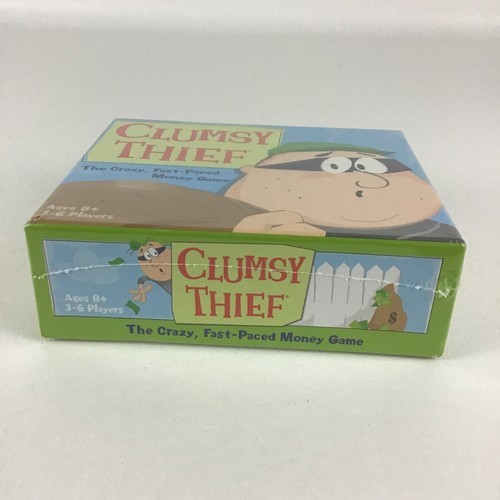 CLUMSY
THIEF®
The Crazy, Fast-Paced
Money Game
Ages 8+
3-6 Players
CLUMSY
THIEF®
Ages 8+
3-6 Players
$
The Crazy, Fast-Paced Money Game